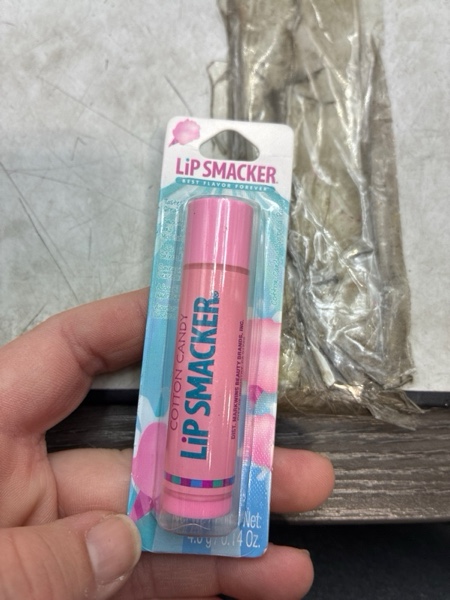 LiP SMACKER®
BEST FLAVOR FOREVER
COTTON CANDY
LiP SMACKER®
DIST. MARKWINS BEAUTY BRANDS, INC.
Net:
4.0 g / 0.14 Oz.